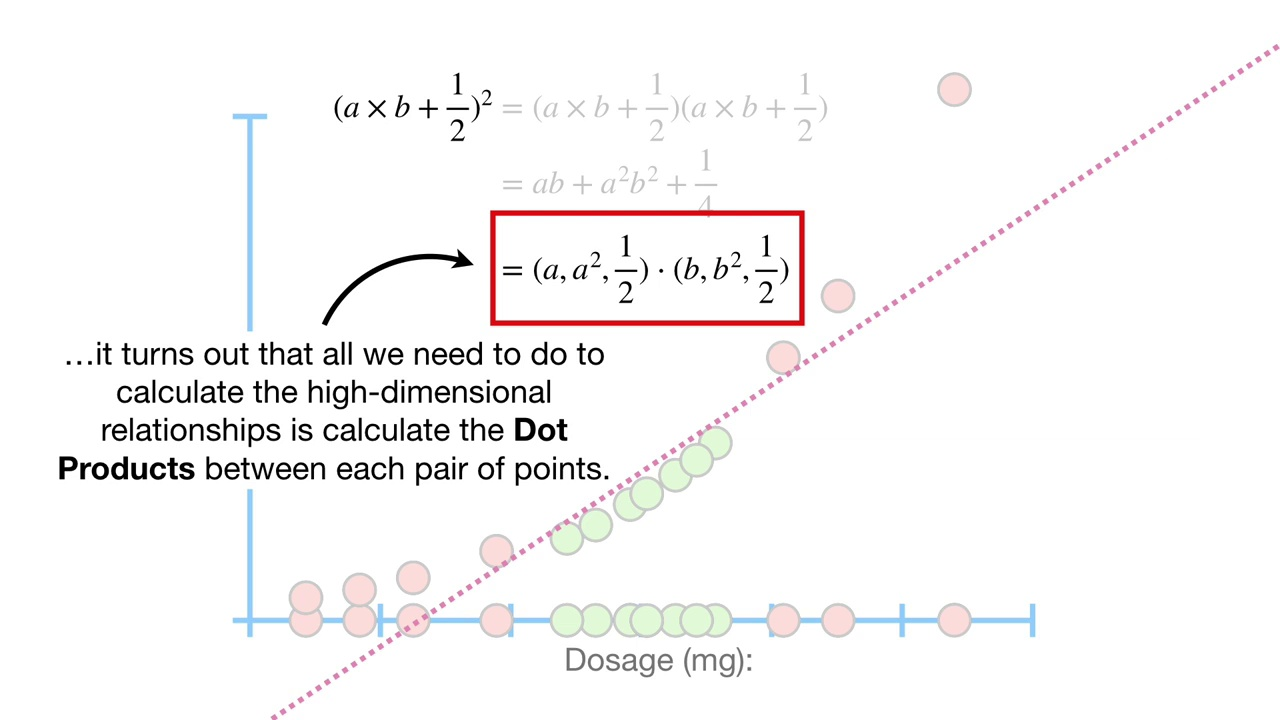 (a × b + 1/2)² = (a × b + 1/2)(a × b + 1/2)
= ab + a²b² + 1/4
= (a, a², 1/2) · (b, b², 1/2)
…it turns out that all we need to do to
calculate the high-dimensional
relationships is calculate the Dot
Products between each pair of points.
Dosage (mg):